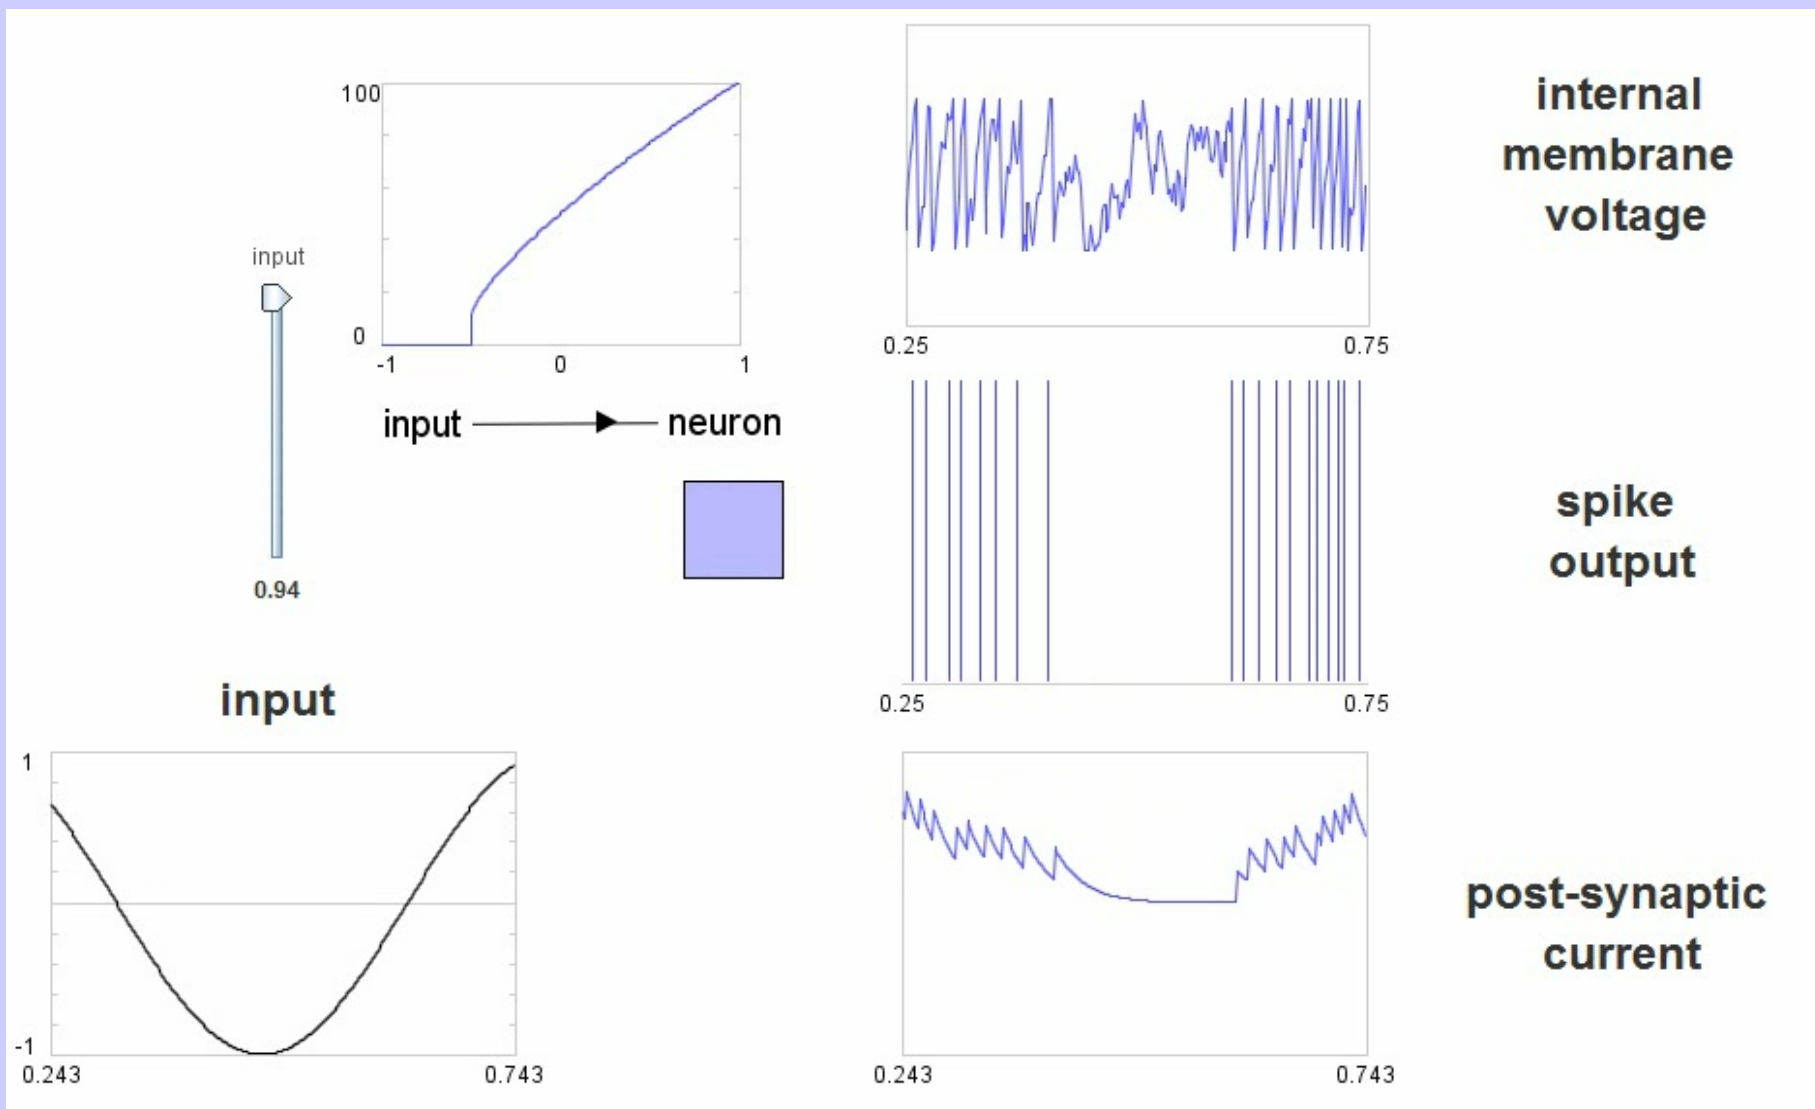 100
0
-1 0 1
input
0.94
input neuron
input
1
-1
0.243 0.743
0.25 0.75
internal
membrane
voltage
0.25 0.75
spike
output
0.243 0.743
post-synaptic
current